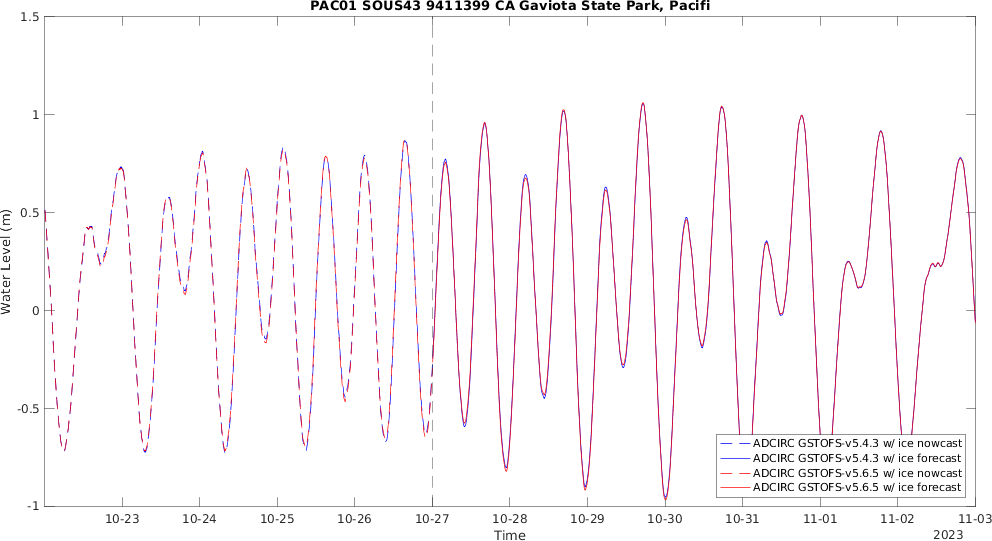 PAC01 SOUS43 9411399 CA Gaviota State Park, Pacifi
1.5
1
0.5
0
-0.5
-1
Water Level (m)
10-23 10-24 10-25 10-26 10-27 10-28 10-29 10-30 10-31 11-01 11-02 11-03
Time
2023
ADCIRC GSTOFS-v5.4.3 w/ ice nowcast
ADCIRC GSTOFS-v5.4.3 w/ ice forecast
ADCIRC GSTOFS-v5.6.5 w/ ice nowcast
ADCIRC GSTOFS-v5.6.5 w/ ice forecast